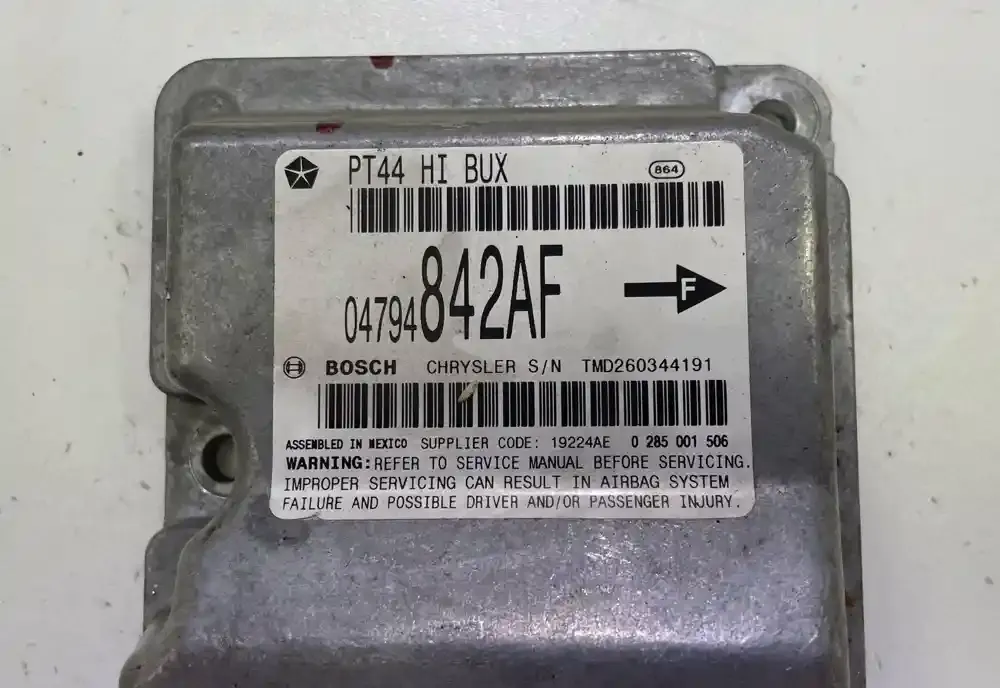 PT44 HI BUX 864
04794842AF F
BOSCH CHRYSLER S/N TMD260344191
ASSEMBLED IN MEXICO SUPPLIER CODE: 19224AE 0 285 001 506
WARNING:REFER TO SERVICE MANUAL BEFORE SERVICING.
IMPROPER SERVICING CAN RESULT IN AIRBAG SYSTEM
FAILURE AND POSSIBLE DRIVER AND/OR PASSENGER INJURY.